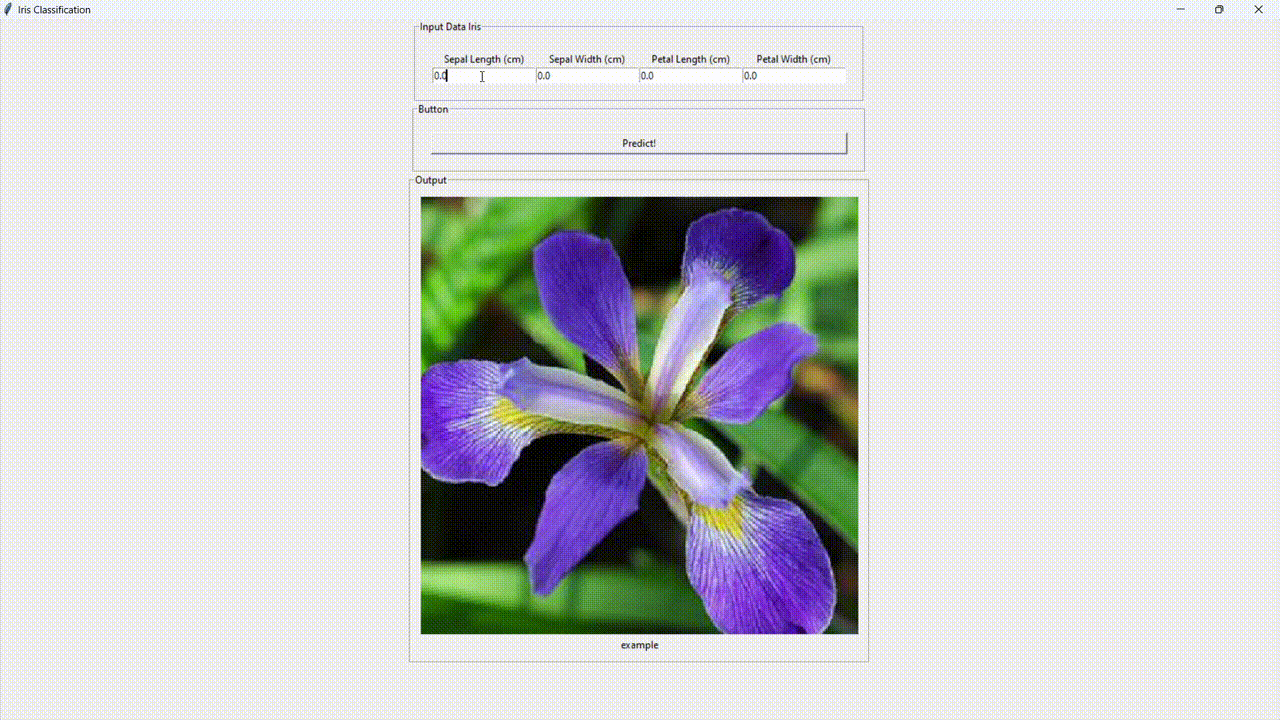 Iris Classification
Input Data Iris
Sepal Length (cm) Sepal Width (cm) Petal Length (cm) Petal Width (cm)
0.0 0.0 0.0 0.0
Button
Predict!
Output
example